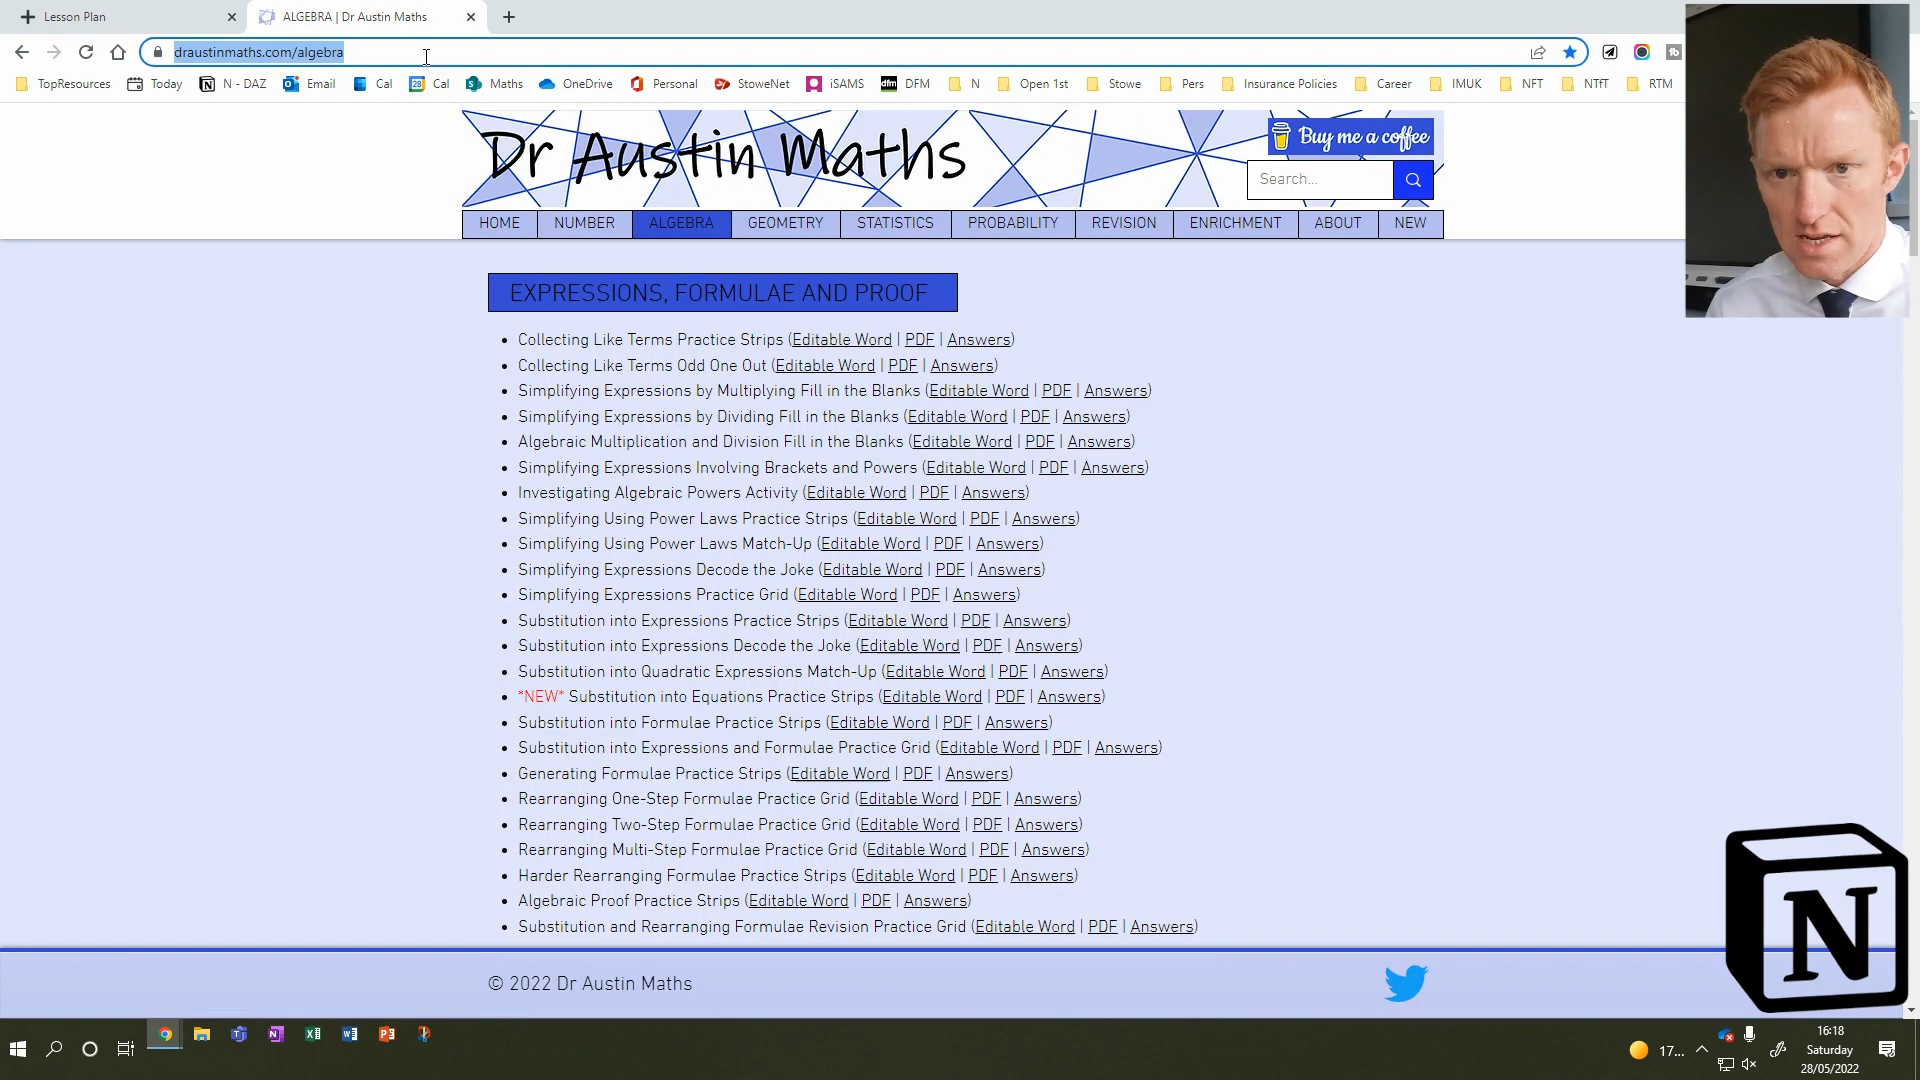 Lesson Plan
ALGEBRA | Dr Austin Maths
draustinmaths.com/algebra
TopResources Today N - DAZ Email Cal 28 Cal Maths OneDrive Personal StoweNet iSAMS dfm DFM N Open 1st Stowe Pers Insurance Policies Career IMUK NFT NTfT RTM
Dr Austin Maths
Buy me a coffee
Search...
HOME NUMBER ALGEBRA GEOMETRY STATISTICS PROBABILITY REVISION ENRICHMENT ABOUT NEW
EXPRESSIONS, FORMULAE AND PROOF
Collecting Like Terms Practice Strips (Editable Word | PDF | Answers)
Collecting Like Terms Odd One Out (Editable Word | PDF | Answers)
Simplifying Expressions by Multiplying Fill in the Blanks (Editable Word | PDF | Answers)
Simplifying Expressions by Dividing Fill in the Blanks (Editable Word | PDF | Answers)
Algebraic Multiplication and Division Fill in the Blanks (Editable Word | PDF | Answers)
Simplifying Expressions Involving Brackets and Powers (Editable Word | PDF | Answers)
Investigating Algebraic Powers Activity (Editable Word | PDF | Answers)
Simplifying Using Power Laws Practice Strips (Editable Word | PDF | Answers)
Simplifying Using Power Laws Match-Up (Editable Word | PDF | Answers)
Simplifying Expressions Decode the Joke (Editable Word | PDF | Answers)
Simplifying Expressions Practice Grid (Editable Word | PDF | Answers)
Substitution into Expressions Practice Strips (Editable Word | PDF | Answers)
Substitution into Expressions Decode the Joke (Editable Word | PDF | Answers)
Substitution into Quadratic Expressions Match-Up (Editable Word | PDF | Answers)
*NEW* Substitution into Equations Practice Strips (Editable Word | PDF | Answers)
Substitution into Formulae Practice Strips (Editable Word | PDF | Answers)
Substitution into Expressions and Formulae Practice Grid (Editable Word | PDF | Answers)
Generating Formulae Practice Strips (Editable Word | PDF | Answers)
Rearranging One-Step Formulae Practice Grid (Editable Word | PDF | Answers)
Rearranging Two-Step Formulae Practice Grid (Editable Word | PDF | Answers)
Rearranging Multi-Step Formulae Practice Grid (Editable Word | PDF | Answers)
Harder Rearranging Formulae Practice Strips (Editable Word | PDF | Answers)
Algebraic Proof Practice Strips (Editable Word | PDF | Answers)
Substitution and Rearranging Formulae Revision Practice Grid (Editable Word | PDF | Answers)
© 2022 Dr Austin Maths
N
17...
16:18
Saturday
28/05/2022